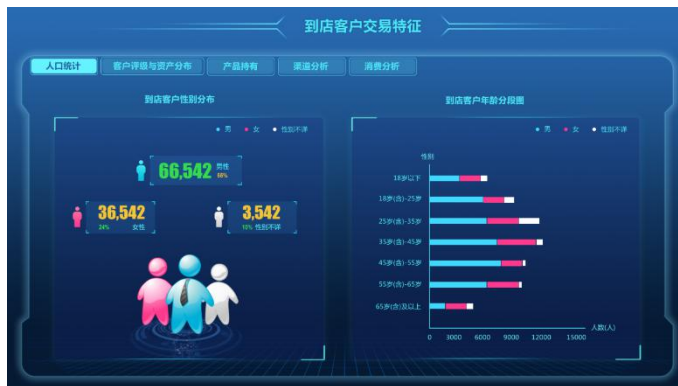 到店客户交易特征
人口统计 客户评级与资产分布 产品持有 渠道分析 消费分析
到店客户性别分布
男 女 性别不详
66,542 男性
66%
36,542
24% 女性
3,542
10% 性别不详
到店客户年龄分段图
男 女 性别不详
性别
18岁以下
18岁(含)-25岁
25岁(含)-35岁
35岁(含)-45岁
45岁(含)-55岁
55岁(含)-65岁
65岁(含)及以上
人数(人)
0 3000 6000 9000 12000 15000